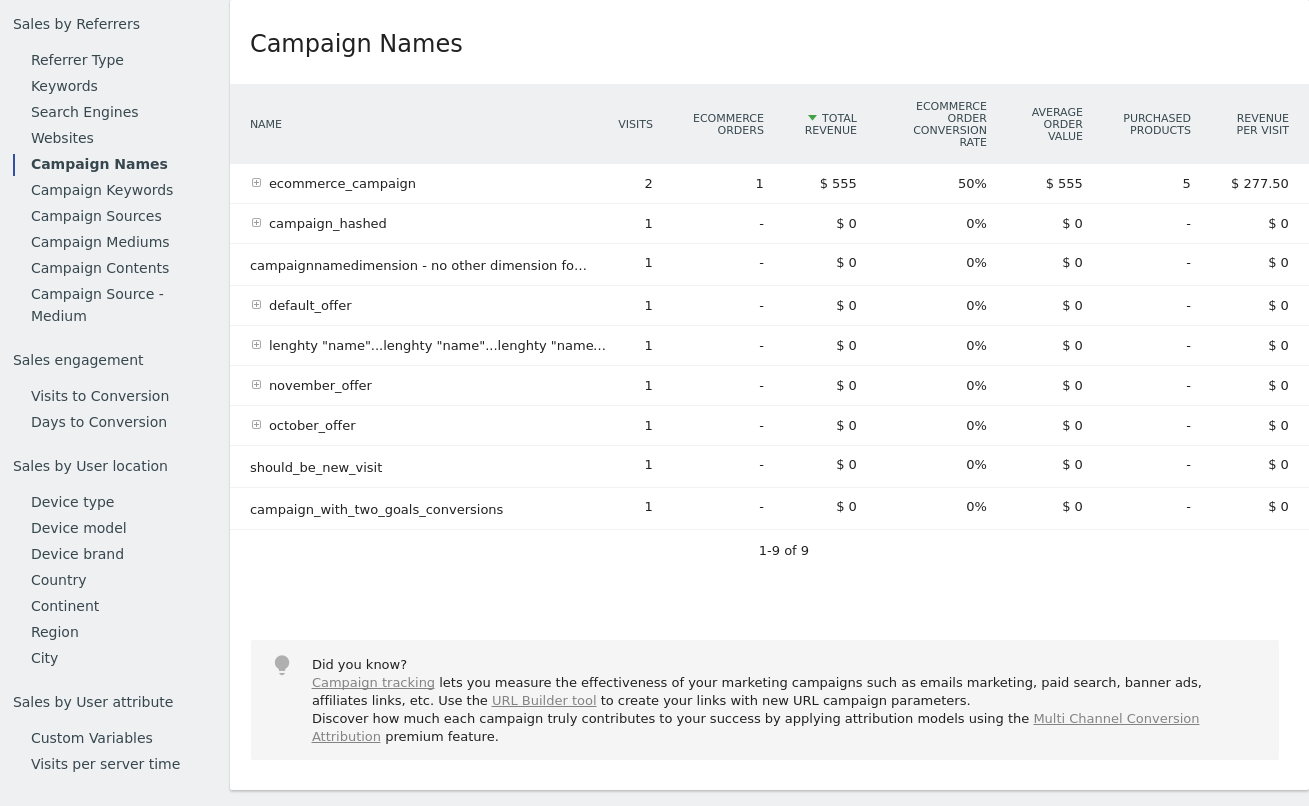 Sales by Referrers
Referrer Type
Keywords
Search Engines
Websites
Campaign Names
Campaign Keywords
Campaign Sources
Campaign Mediums
Campaign Contents
Campaign Source -
Medium
Sales engagement
Visits to Conversion
Days to Conversion
Sales by User location
Device type
Device model
Device brand
Country
Continent
Region
City
Sales by User attribute
Custom Variables
Visits per server time
Campaign Names
NAME VISITS ECOMMERCE ORDERS TOTAL REVENUE ECOMMERCE ORDER CONVERSION RATE AVERAGE ORDER VALUE PURCHASED PRODUCTS REVENUE PER VISIT
ecommerce_campaign 2 1 $ 555 50% $ 555 5 $ 277.50
campaign_hashed 1 - $ 0 0% $ 0 - $ 0
campaignnamedimension - no other dimension fo... 1 - $ 0 0% $ 0 - $ 0
default_offer 1 - $ 0 0% $ 0 - $ 0
lenghty "name"...lenghty "name"...lenghty "name... 1 - $ 0 0% $ 0 - $ 0
november_offer 1 - $ 0 0% $ 0 - $ 0
october_offer 1 - $ 0 0% $ 0 - $ 0
should_be_new_visit 1 - $ 0 0% $ 0 - $ 0
campaign_with_two_goals_conversions 1 - $ 0 0% $ 0 - $ 0
1-9 of 9
Did you know?
Campaign tracking lets you measure the effectiveness of your marketing campaigns such as emails marketing, paid search, banner ads,
affiliates links, etc. Use the URL Builder tool to create your links with new URL campaign parameters.
Discover how much each campaign truly contributes to your success by applying attribution models using the Multi Channel Conversion
Attribution premium feature.